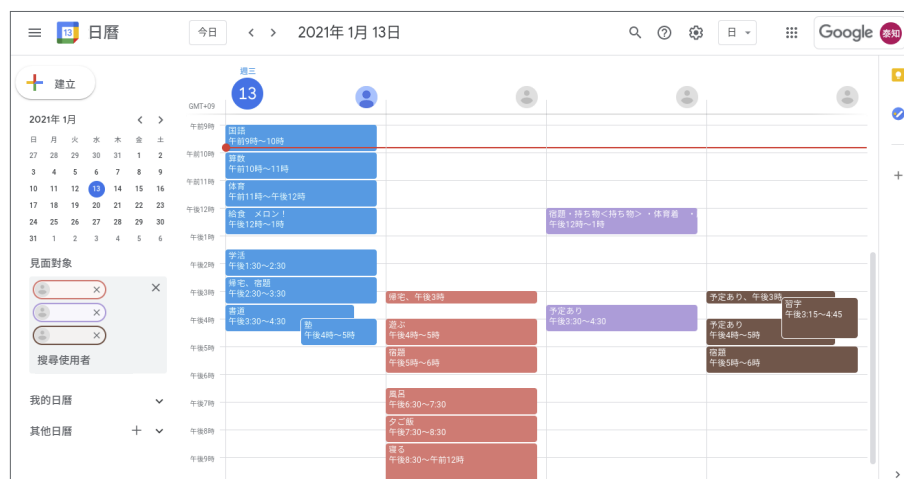 13
日曆
今日
2021年 1月 13日
日
Google
泰知
建立
週三
13
GMT+09
2021年 1月
日 月 火 水 木 金 土
27 28 29 30 31 1 2
3 4 5 6 7 8 9
10 11 12 13 14 15 16
17 18 19 20 21 22 23
24 25 26 27 28 29 30
31 1 2 3 4 5 6
見面對象
搜尋使用者
我的日曆
其他日曆
午前9時
午前10時
午前11時
午後12時
午後1時
午後2時
午後3時
午後4時
午後5時
午後6時
午後7時
午後8時
午後9時
国語
午前9時～10時
算数
午前10時～11時
体育
午前11時～午後12時
給食 メロン！
午後12時～1時
学活
午後1:30～2:30
帰宅、宿題
午後2:30～3:30
書道
午後3:30～4:30
塾
午後4時～5時
帰宅、午後3時
遊ぶ
午後4時～5時
宿題
午後5時～6時
風呂
午後6:30～7:30
夕ご飯
午後7:30～8:30
寝る
午後8:30～午前12時
宿題・持ち物＜持ち物＞・体育着 ・
午後12時～1時
予定あり
午後3:30～4:30
予定あり、午後3時
習字
午後3:15～4:45
予定あり
午後4時～5時
宿題
午後5時～6時